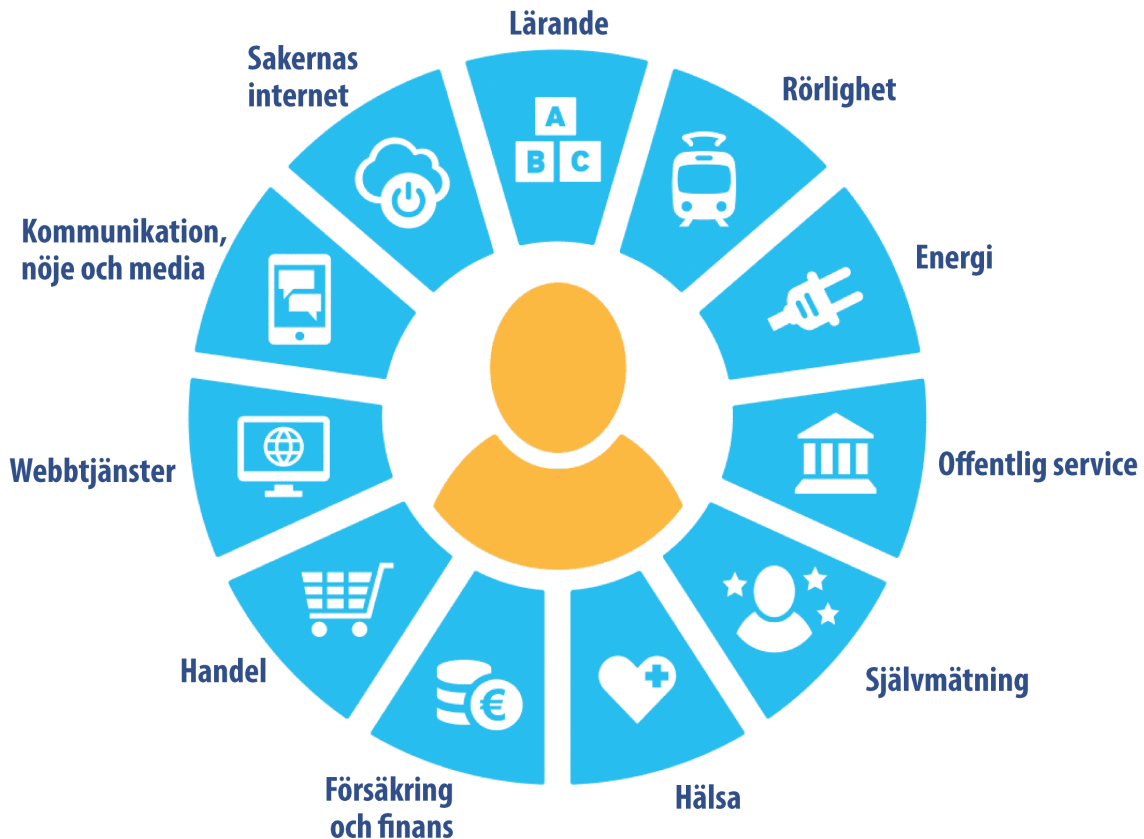 Lärande
Sakernas
internet
Rörlighet
A
B C
Kommunikation,
nöje och media
Energi
Webbtjänster
Offentlig service
Handel
Självmätning
€
Försäkring
och finans
Hälsa